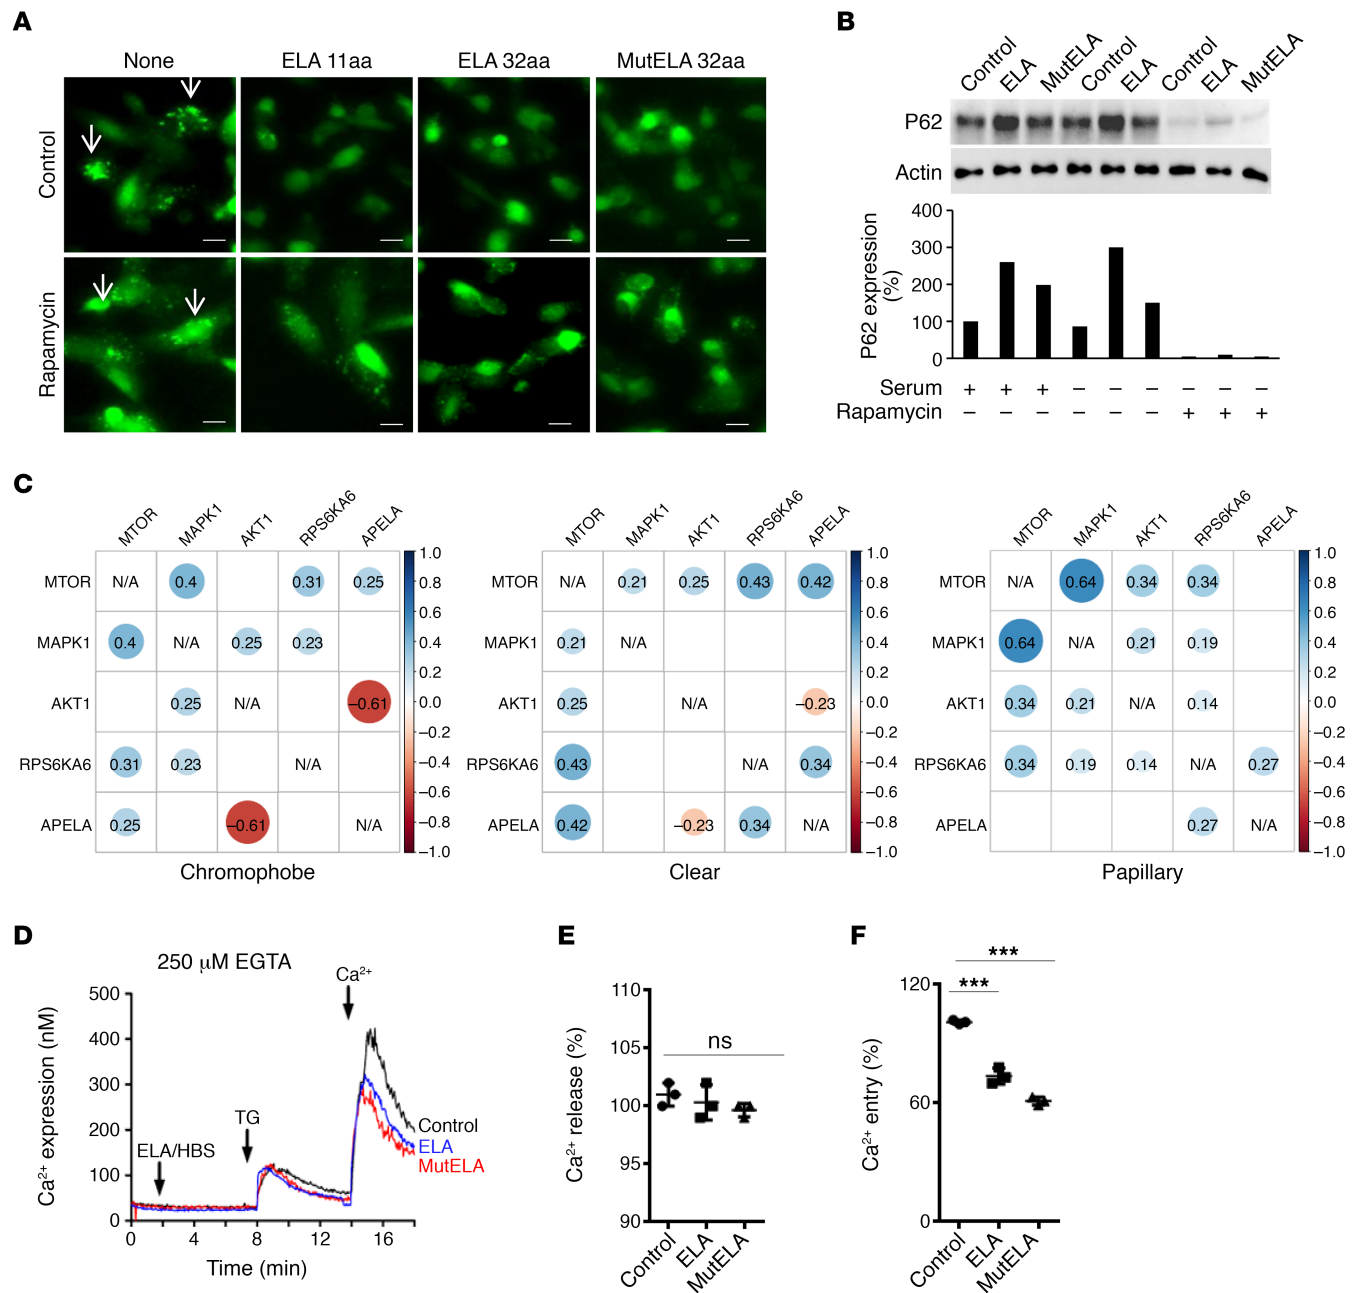 A
None ELA 11aa ELA 32aa MutELA 32aa
Control
Rapamycin
B
Control ELA MutELA Control ELA Control ELA MutELA
P62
Actin
P62 expression (%)
400
300
200
100
0
Serum + + + – – – – – –
Rapamycin – – – – – – + + +
C
MTOR MAPK1 AKT1 RPS6KA6 APELA
MTOR N/A 0.4 0.31 0.25
MAPK1 0.4 N/A 0.25 0.23
AKT1 0.25 N/A –0.61
RPS6KA6 0.31 0.23 N/A
APELA 0.25 –0.61 N/A
1.0
0.8
0.6
0.4
0.2
0.0
–0.2
–0.4
–0.6
–0.8
–1.0
Chromophobe
MTOR MAPK1 AKT1 RPS6KA6 APELA
MTOR N/A 0.21 0.25 0.43 0.42
MAPK1 0.21 N/A
AKT1 0.25 N/A –0.23
RPS6KA6 0.43 N/A 0.34
APELA 0.42 –0.23 0.34 N/A
1.0
0.8
0.6
0.4
0.2
0.0
–0.2
–0.4
–0.6
–0.8
–1.0
Clear
MTOR MAPK1 AKT1 RPS6KA6 APELA
MTOR N/A 0.64 0.34 0.34
MAPK1 0.64 N/A 0.21 0.19
AKT1 0.34 0.21 N/A 0.14
RPS6KA6 0.34 0.19 0.14 N/A 0.27
APELA 0.27 N/A
1.0
0.8
0.6
0.4
0.2
0.0
–0.2
–0.4
–0.6
–0.8
–1.0
Papillary
D
250 µM EGTA
Ca²⁺
TG
ELA/HBS
Control
ELA
MutELA
Ca²⁺ expression (nM)
500
400
300
200
100
0
0 4 8 12 16
Time (min)
E
ns
Ca²⁺ release (%)
110
105
100
95
90
Control ELA MutELA
F
***
***
Ca²⁺ entry (%)
120
60
0
Control ELA MutELA